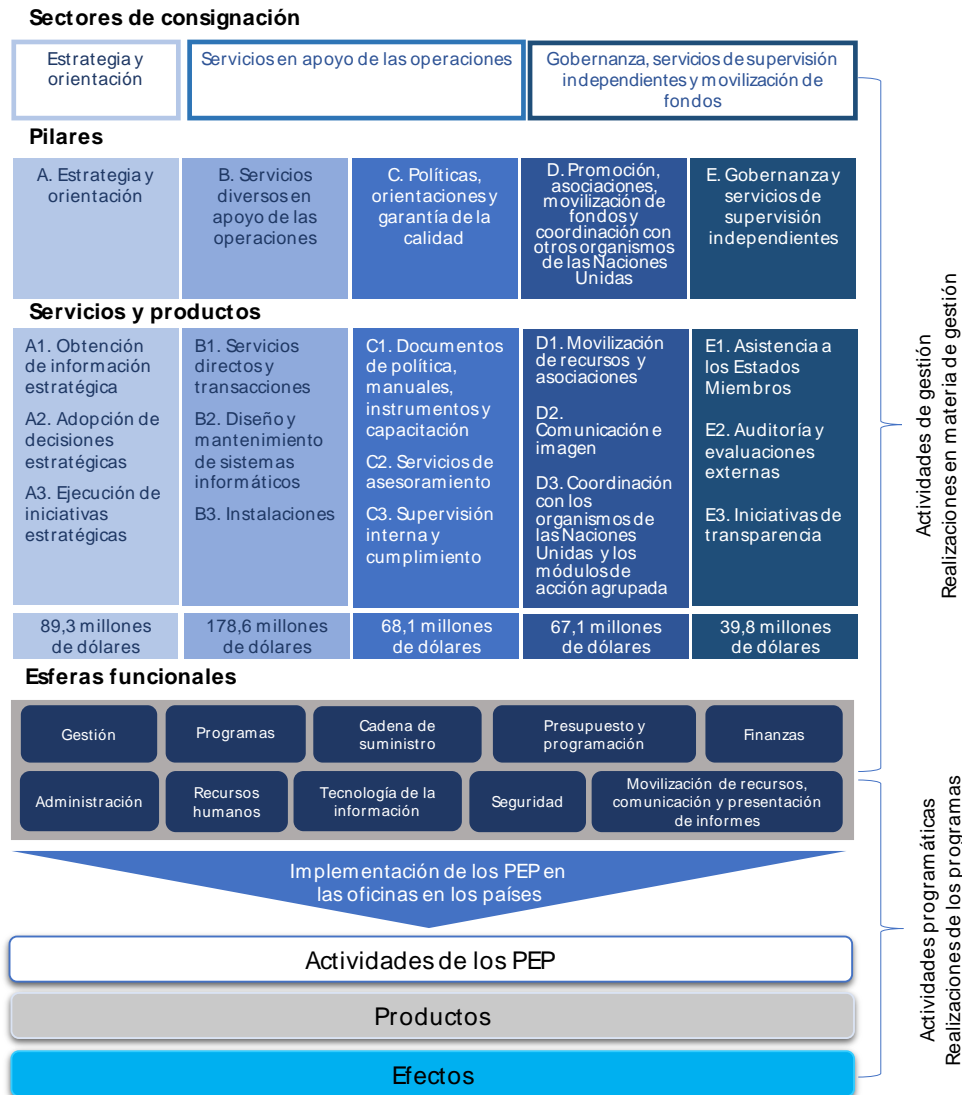 Sectores de consignación
Estrategia y
orientación
Servicios en apoyo de las operaciones
Gobernanza, servicios de supervisión
independientes y movilización de
fondos
Pilares
A. Estrategia y
orientación
B. Servicios
diversos en
apoyo de las
operaciones
C. Políticas,
orientaciones y
garantía de la
calidad
D. Promoción,
asociaciones,
movilización de
fondos y
coordinación con
otros organismos
de las Naciones
Unidas
E. Gobernanza y
servicios de
supervisión
independientes
Servicios y productos
A1. Obtención
de información
estratégica
A2. Adopción de
decisiones
estratégicas
A3. Ejecución de
iniciativas
estratégicas
B1. Servicios
directos y
transacciones
B2. Diseño y
mantenimiento
de sistemas
informáticos
B3. Instalaciones
C1. Documentos
de política,
manuales,
instrumentos y
capacitación
C2. Servicios de
asesoramiento
C3. Supervisión
interna y
cumplimiento
D1. Movilización
de recursos y
asociaciones
D2.
Comunicación e
imagen
D3. Coordinación
con los
organismos de
las Naciones
Unidas y los
módulos de
acción agrupada
E1. Asistencia a
los Estados
Miembros
E2. Auditoría y
evaluaciones
externas
E3. Iniciativas de
transparencia
89,3 millones
de dólares
178,6 millones
de dólares
68,1 millones
de dólares
67,1 millones
de dólares
39,8 millones
de dólares
Esferas funcionales
Gestión
Programas
Cadena de
suministro
Presupuesto y
programación
Finanzas
Administración
Recursos
humanos
Tecnología de la
información
Seguridad
Movilización de recursos,
comunicación y presentación
de informes
Implementación de los PEP en
las oficinas en los países
Actividades de los PEP
Productos
Efectos
Actividades de gestión
Realizaciones en materia de gestión
Actividades programáticas
Realizaciones de los programas